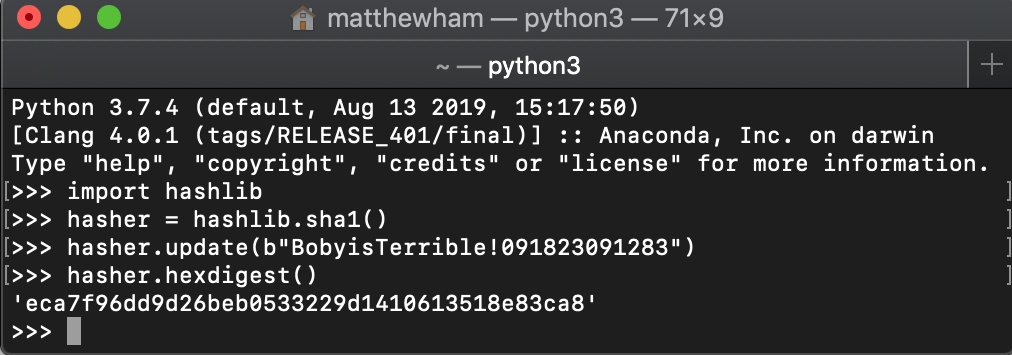 matthewham — python3 — 71×9
~ — python3
Python 3.7.4 (default, Aug 13 2019, 15:17:50)
[Clang 4.0.1 (tags/RELEASE_401/final)] :: Anaconda, Inc. on darwin
Type "help", "copyright", "credits" or "license" for more information.
[>>> import hashlib ]
[>>> hasher = hashlib.sha1() ]
[>>> hasher.update(b"BobyisTerrible!091823091283") ]
[>>> hasher.hexdigest() ]
'eca7f96dd9d26beb0533229d1410613518e83ca8'
>>>